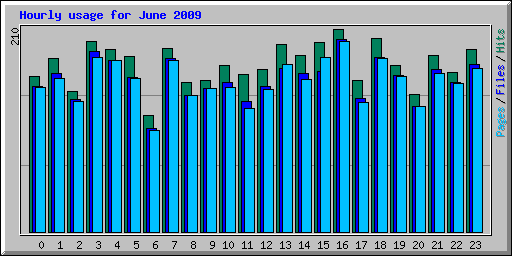 Hourly usage for June 2009
210
Pages / Files / Hits
0 1 2 3 4 5 6 7 8 9 10 11 12 13 14 15 16 17 18 19 20 21 22 23